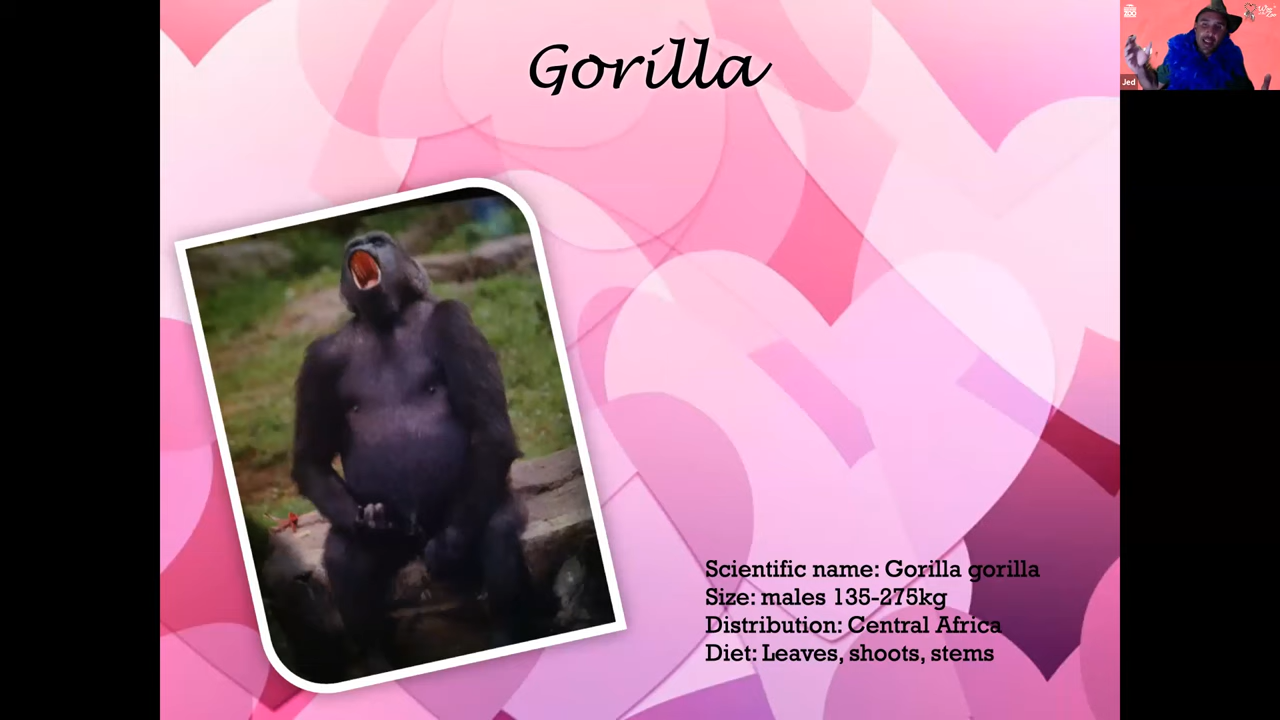 Gorilla
Scientific name: Gorilla gorilla
Size: males 135-275kg
Distribution: Central Africa
Diet: Leaves, shoots, stems
Jed